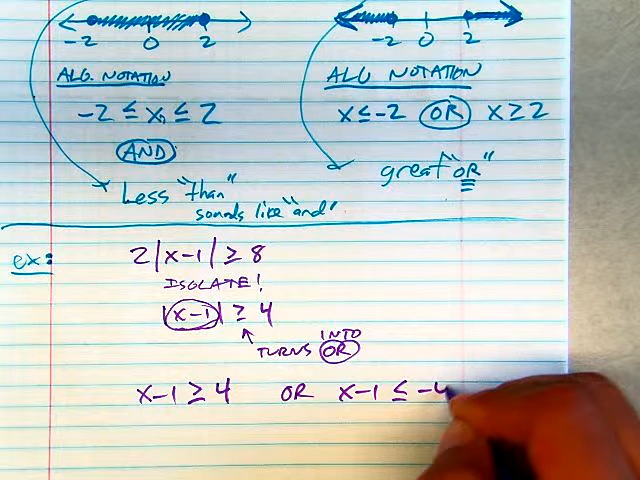 -2 0 2
-2 0 2
ALG. NOTATION
-2 ≤ x ≤ 2
AND
Less "than"
sounds like "and"
ALG NOTATION
x ≤ -2 OR x ≥ 2
great "OR"
ex:
2|x-1| ≥ 8
ISOLATE!
|x-1| ≥ 4
TURNS INTO OR
x-1 ≥ 4 OR x-1 ≤ -4